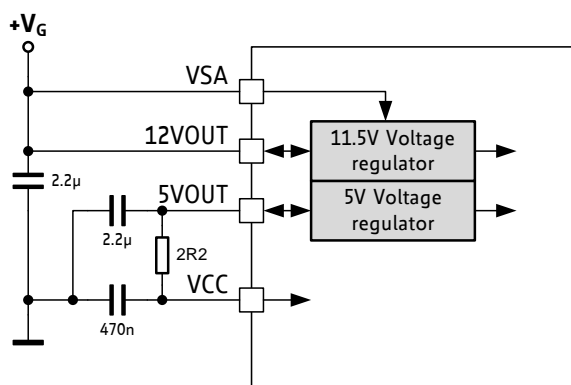 +VG
VSA
12VOUT
11.5V Voltage
regulator
2.2µ
5VOUT
5V Voltage
regulator
2.2µ
2R2
VCC
470n